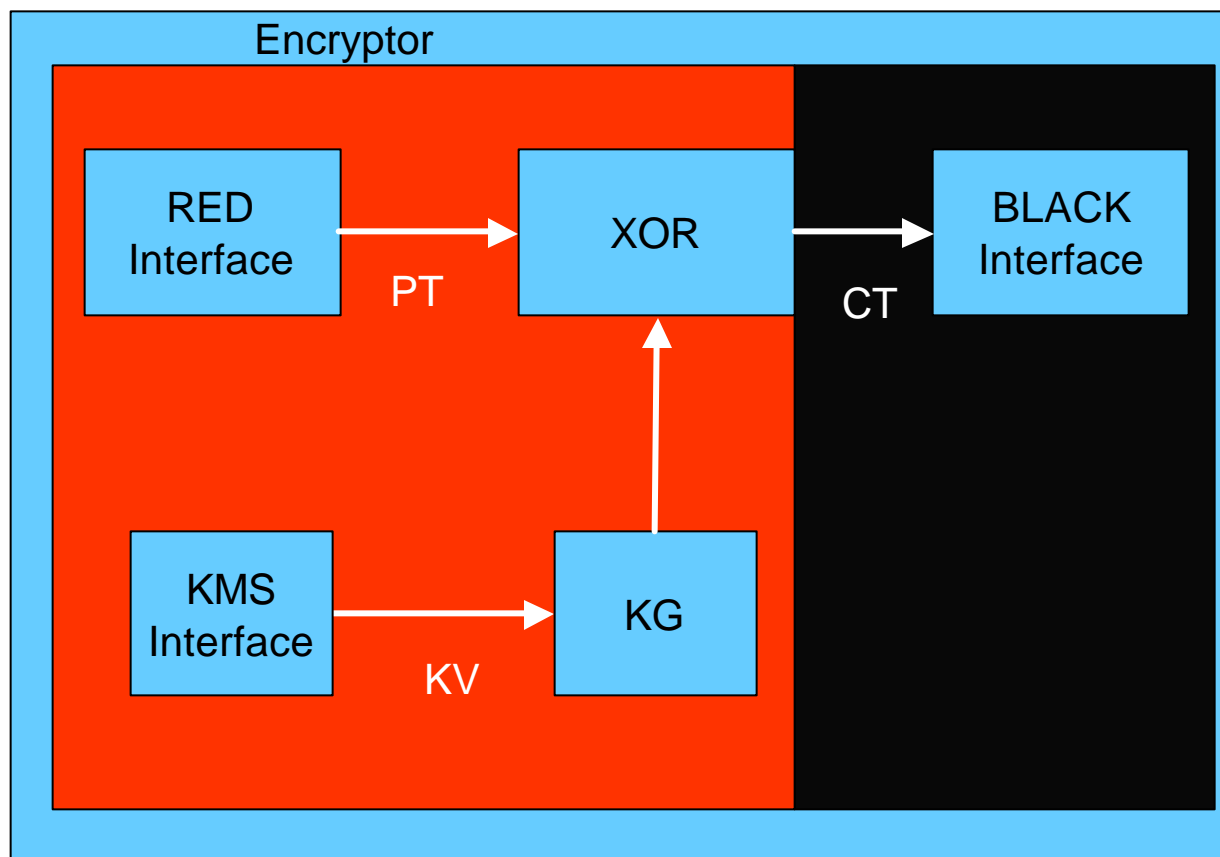 Encryptor
RED
Interface
XOR
BLACK
Interface
PT
CT
KMS
Interface
KG
KV